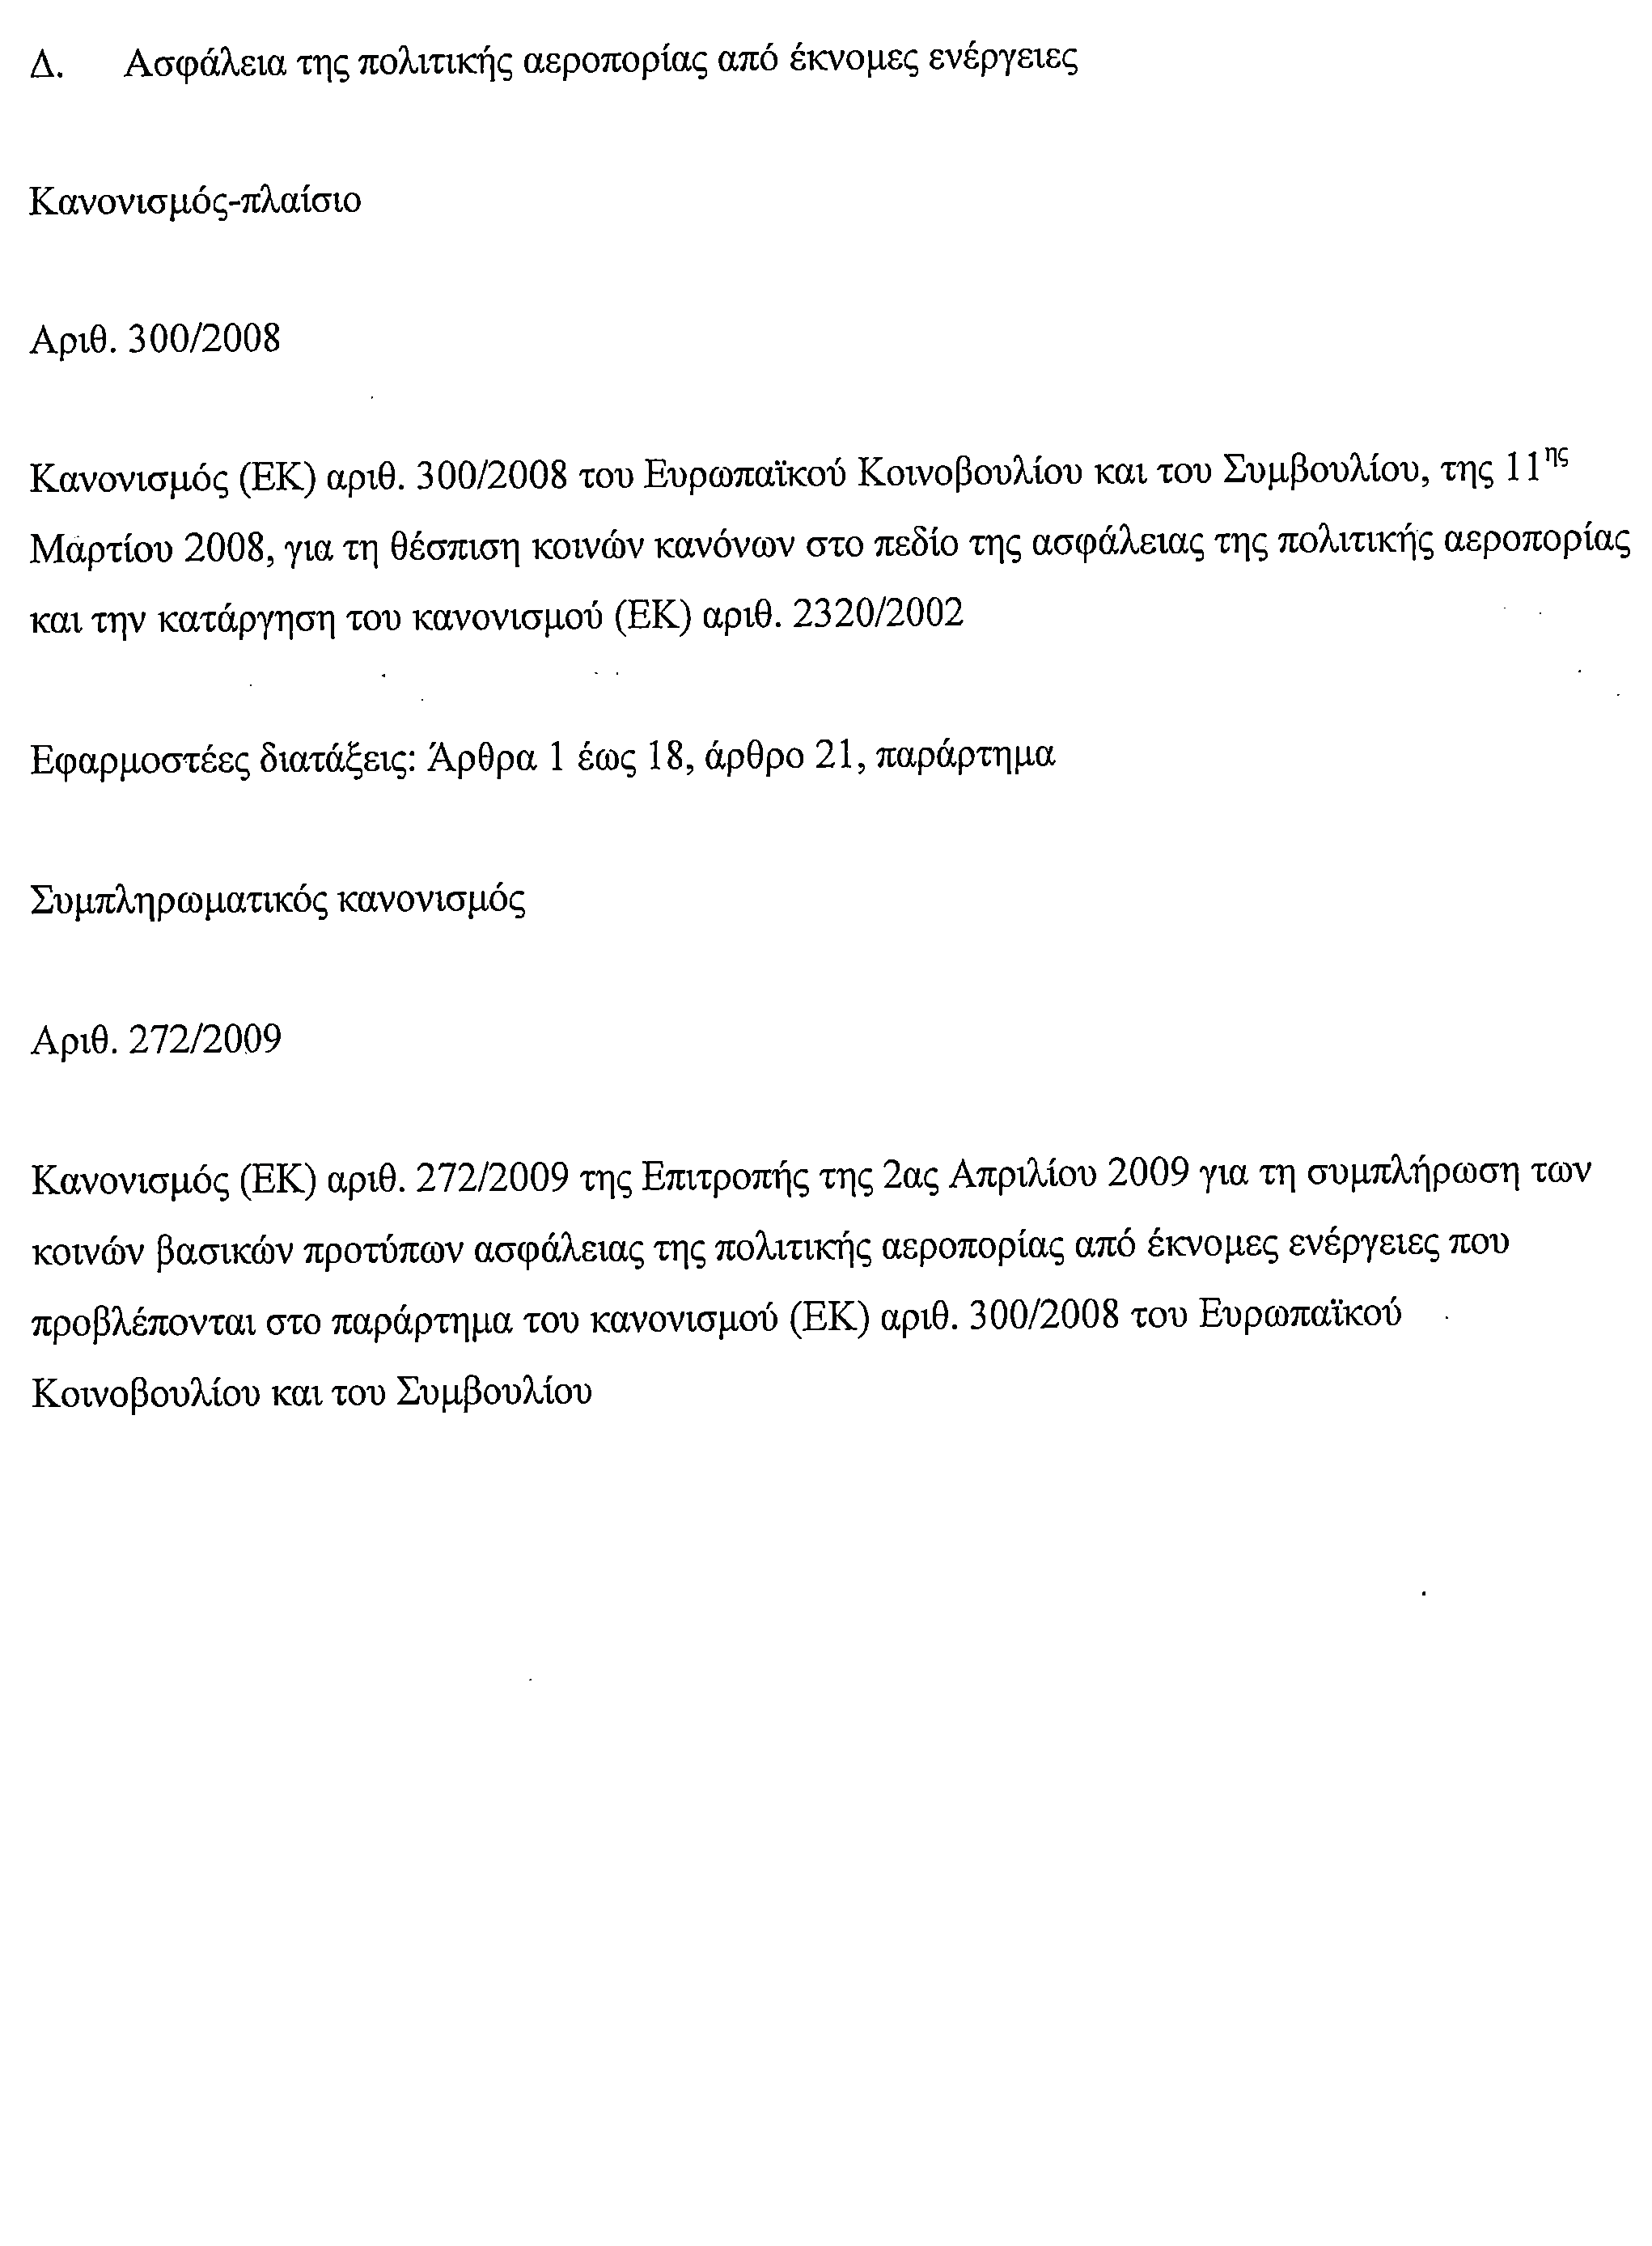 Δ. Ασφάλεια της πολιτικής αεροπορίας από έκνομες ενέργειες
Κανονισμός-πλαίσιο
Αριθ. 300/2008
Κανονισμός (ΕΚ) αριθ. 300/2008 του Ευρωπαϊκού Κοινοβουλίου και του Συμβουλίου, της 11ης
Μαρτίου 2008, για τη θέσπιση κοινών κανόνων στο πεδίο της ασφάλειας της πολιτικής αεροπορίας
και την κατάργηση του κανονισμού (ΕΚ) αριθ. 2320/2002
Εφαρμοστέες διατάξεις: Άρθρα 1 έως 18, άρθρο 21, παράρτημα
Συμπληρωματικός κανονισμός
Αριθ. 272/2009
Κανονισμός (ΕΚ) αριθ. 272/2009 της Επιτροπής της 2ας Απριλίου 2009 για τη συμπλήρωση των
κοινών βασικών προτύπων ασφάλειας της πολιτικής αεροπορίας από έκνομες ενέργειες που
προβλέπονται στο παράρτημα του κανονισμού (ΕΚ) αριθ. 300/2008 του Ευρωπαϊκού
Κοινοβουλίου και του Συμβουλίου